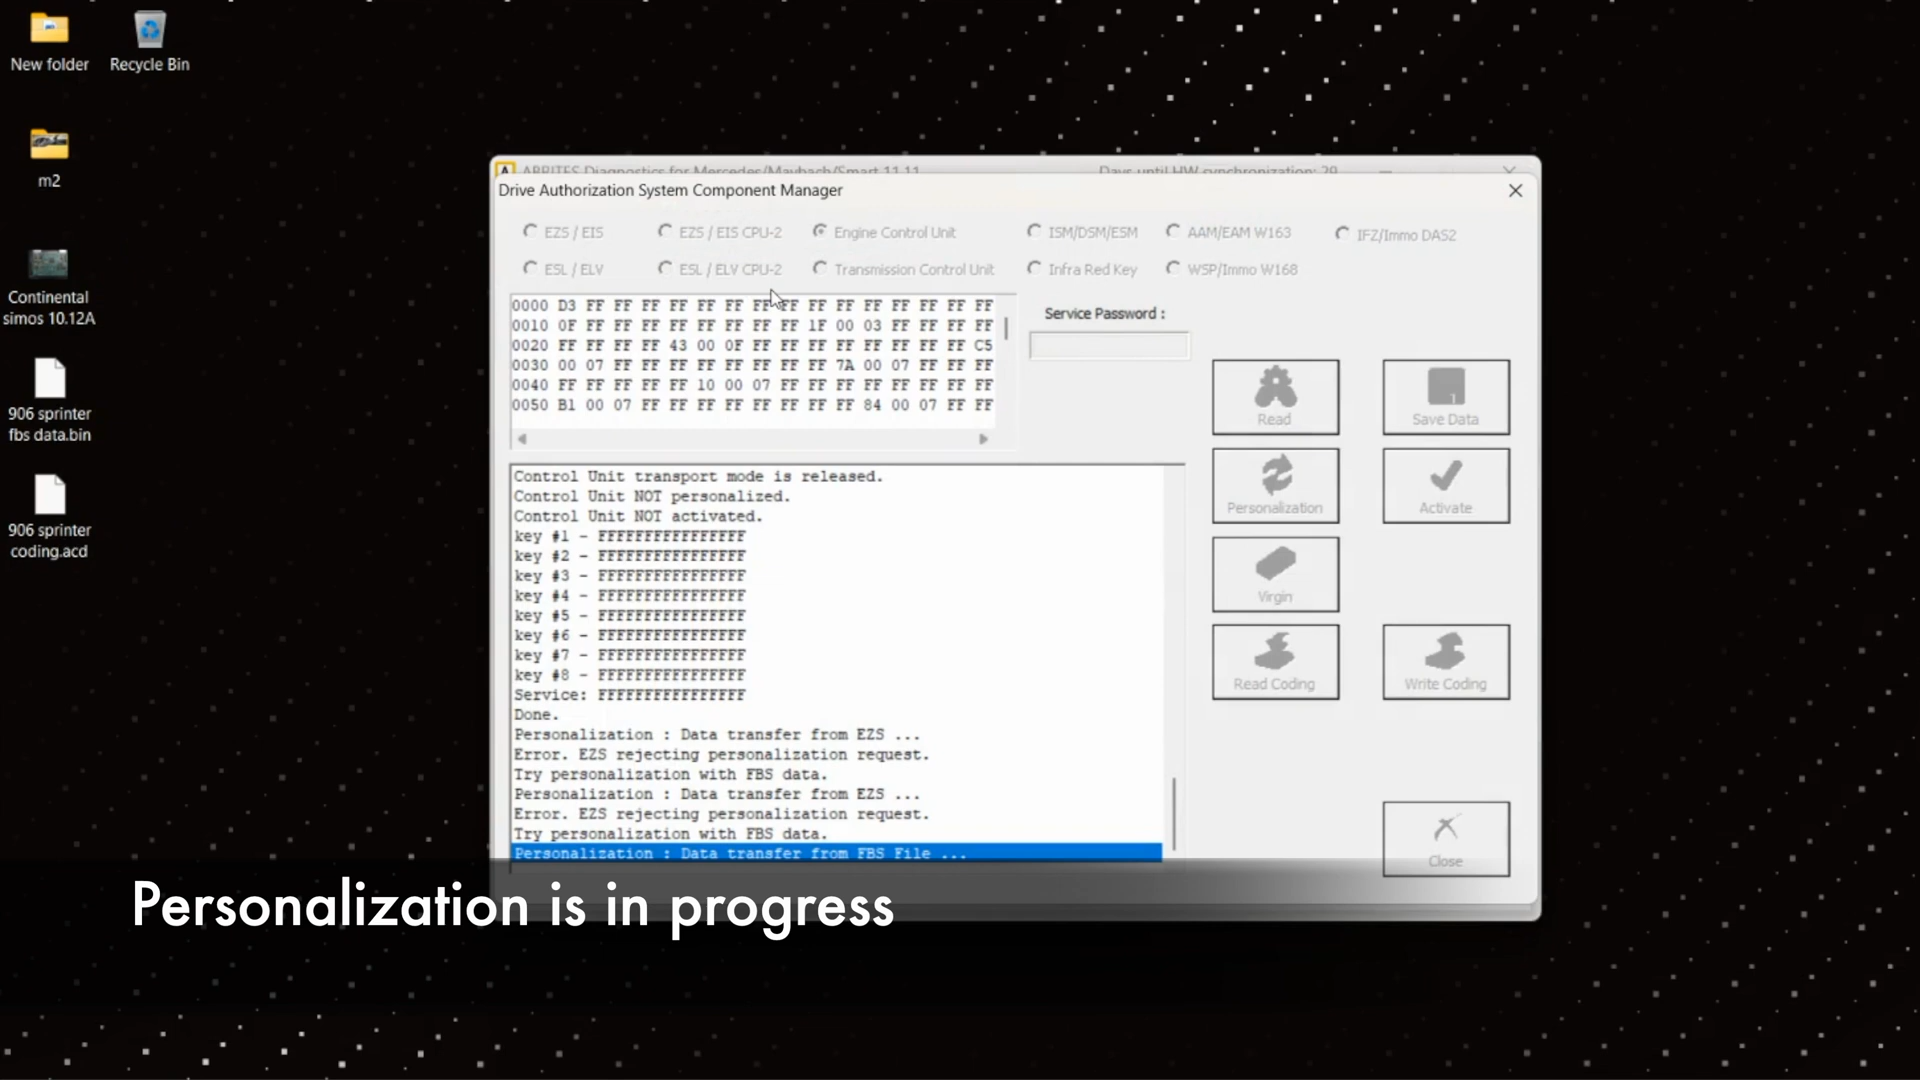 New folder
Recycle Bin
m2
Continental
simos 10.12A
906 sprinter
fbs data.bin
906 sprinter
coding.acd
ABRITES Diagnostics for Mercedes/Maybach/Smart 11.11
Days until HW synchronization: 29
Drive Authorization System Component Manager
EZS / EIS
EZS / EIS CPU-2
Engine Control Unit
ISM/DSM/ESM
AAM/EAM W163
IFZ/Immo DAS2
ESL / ELV
ESL / ELV CPU-2
Transmission Control Unit
Infra Red Key
WSP/Immo W168
0000 D3 FF FF FF FF FF FF FF FF FF FF FF FF FF FF FF
0010 0F FF FF FF FF FF FF FF FF 1F 00 03 FF FF FF FF
0020 FF FF FF FF 43 00 0F FF FF FF FF FF FF FF FF C5
0030 00 07 FF FF FF FF FF FF FF FF 7A 00 07 FF FF FF
0040 FF FF FF FF FF 10 00 07 FF FF FF FF FF FF FF FF
0050 B1 00 07 FF FF FF FF FF FF FF FF 84 00 07 FF FF
Service Password :
Read
Save Data
Personalization
Activate
Virgin
Read Coding
Write Coding
Close
Control Unit transport mode is released.
Control Unit NOT personalized.
Control Unit NOT activated.
key #1 - FFFFFFFFFFFFFFFF
key #2 - FFFFFFFFFFFFFFFF
key #3 - FFFFFFFFFFFFFFFF
key #4 - FFFFFFFFFFFFFFFF
key #5 - FFFFFFFFFFFFFFFF
key #6 - FFFFFFFFFFFFFFFF
key #7 - FFFFFFFFFFFFFFFF
key #8 - FFFFFFFFFFFFFFFF
Service: FFFFFFFFFFFFFFFF
Done.
Personalization : Data transfer from EZS ...
Error. EZS rejecting personalization request.
Try personalization with FBS data.
Personalization : Data transfer from EZS ...
Error. EZS rejecting personalization request.
Try personalization with FBS data.
Personalization : Data transfer from FBS File ...
Personalization is in progress